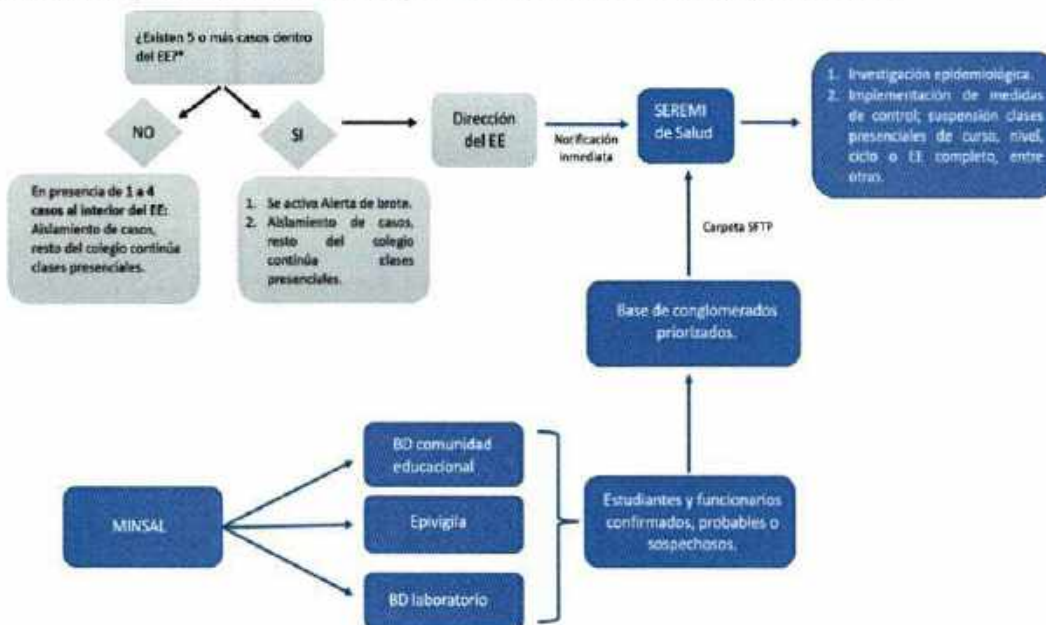 ¿Existen 5 o más casos dentro
del EE?*
NO
SI
En presencia de 1 a 4
casos al interior del EE:
Aislamiento de casos,
resto del colegio continúa
clases presenciales.
1. Se activa Alerta de brote.
2. Aislamiento de casos,
resto del colegio
continúa clases
presenciales.
Dirección
del EE
Notificación
inmediata
SEREMI
de Salud
1. Investigación epidemiológica.
2. Implementación de medidas
de control; suspensión clases
presenciales de curso, nivel,
ciclo o EE completo, entre
otras.
Carpeta SFTP
Base de conglomerados
priorizados.
MINSAL
BD comunidad
educacional
Epivigila
BD laboratorio
Estudiantes y funcionarios
confirmados, probables o
sospechosos.